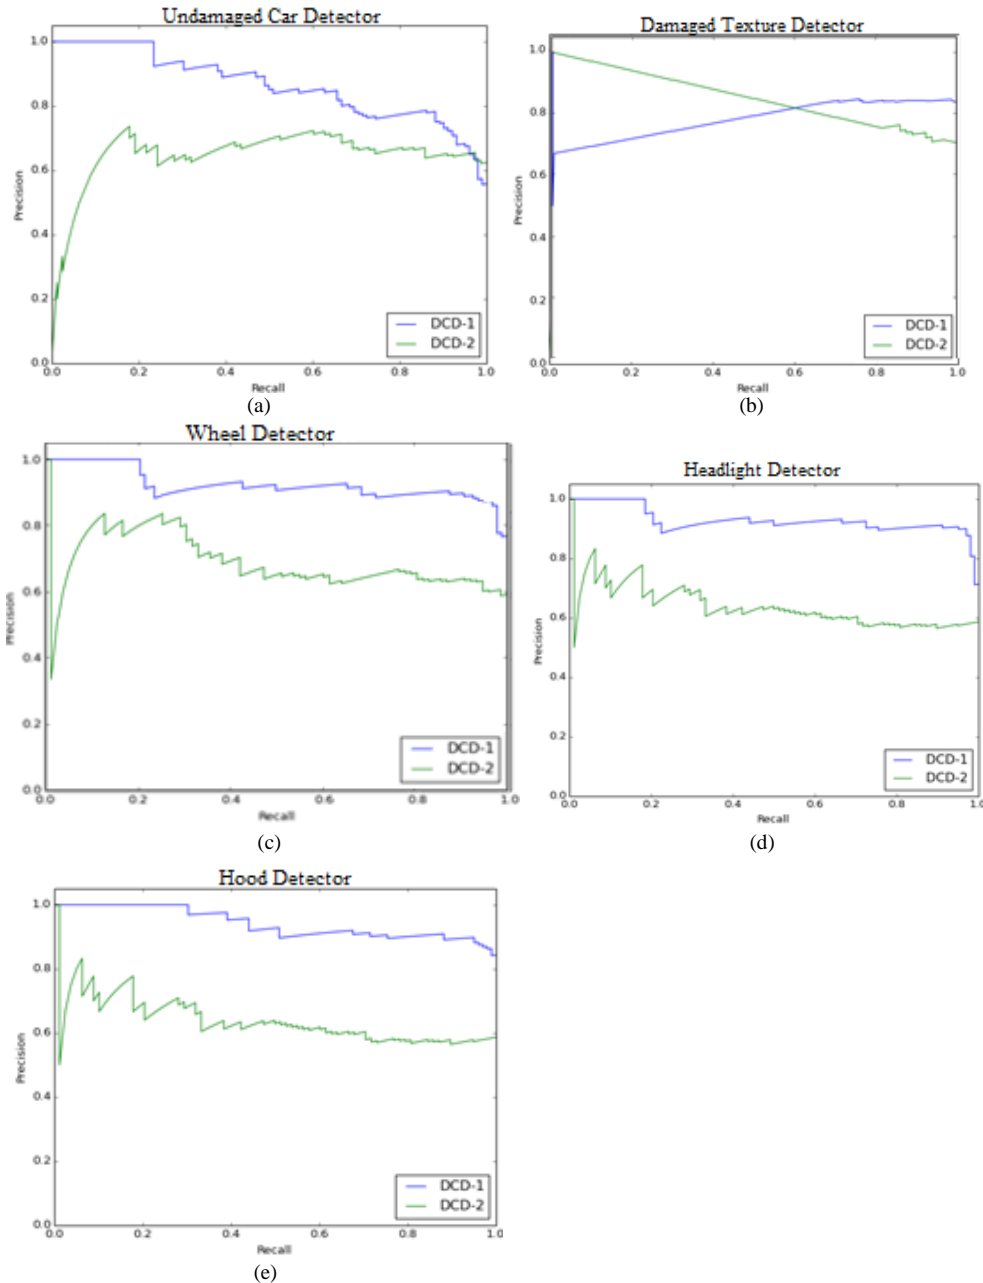 Undamaged Car Detector
1.0
0.8
0.6
0.4
0.2
0.0
Precision
0.0 0.2 0.4 0.6 0.8 1.0
Recall
DCD-1
DCD-2
(a)
Damaged Texture Detector
1.0
0.8
0.6
0.4
0.2
0.0
Precision
0.0 0.2 0.4 0.6 0.8 1.0
Recall
DCD-1
DCD-2
(b)
Wheel Detector
1.0
0.8
0.6
0.4
0.2
0.0
Precision
0.0 0.2 0.4 0.6 0.8 1.0
Recall
DCD-1
DCD-2
(c)
Headlight Detector
1.0
0.8
0.6
0.4
0.2
0.0
Precision
0.0 0.2 0.4 0.6 0.8 1.0
Recall
DCD-1
DCD-2
(d)
Hood Detector
1.0
0.8
0.6
0.4
0.2
0.0
Precision
0.0 0.2 0.4 0.6 0.8 1.0
Recall
DCD-1
DCD-2
(e)